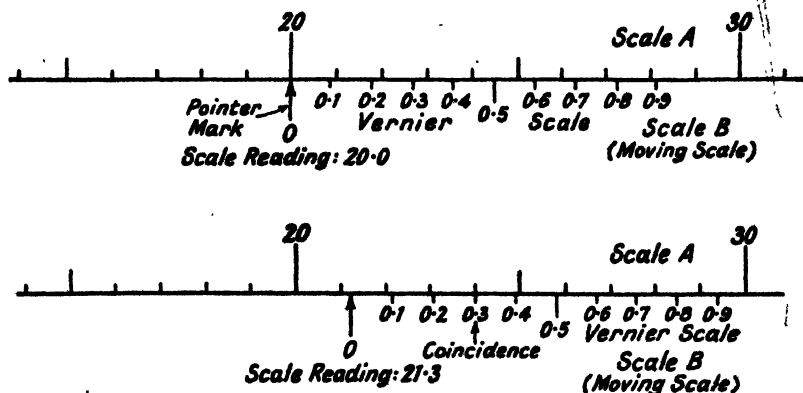 20
Scale A
30
0·1 0·2 0·3 0·4 0·5 0·6 0·7 0·8 0·9
Pointer
Mark
Vernier
Scale
0
Scale B
(Moving Scale)
Scale Reading: 20·0
20
Scale A
30
0·1 0·2 0·3 0·4 0·5 0·6 0·7 0·8 0·9
Vernier Scale
0
Coincidence
Scale B
(Moving Scale)
Scale Reading: 21·3